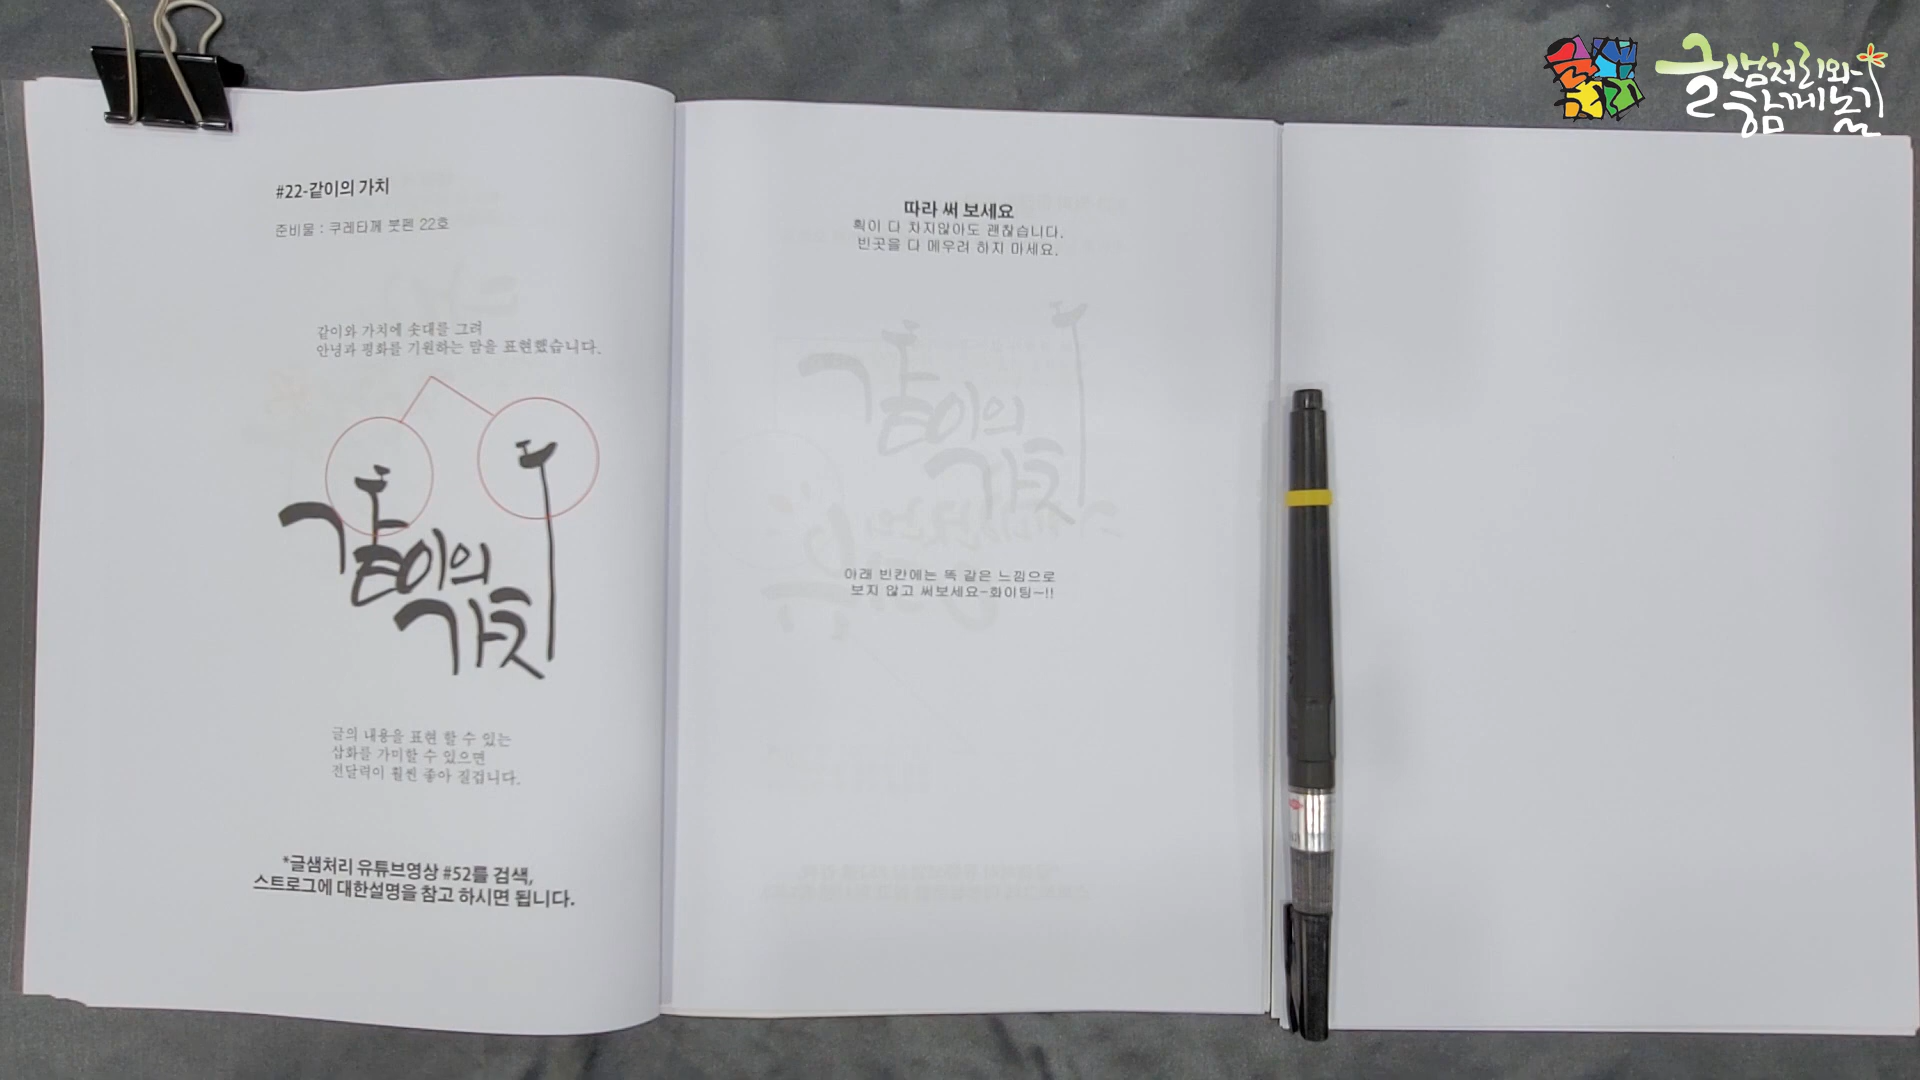 #22-같이의 가치
준비물 : 쿠레타께 붓펜 22호
같이와 가치에 솟대를 그려
안녕과 평화를 기원하는 맘을 표현했습니다.
같이의
가치
글의 내용을 표현 할 수 있는
삽화를 가미할 수 있으면
전달력이 훨씬 좋아 질겁니다.
*글샘처리 유튜브영상 #52를 검색,
스트로그에 대한설명을 참고 하시면 됩니다.
따라 써 보세요
획이 다 차지않아도 괜찮습니다.
빈곳을 다 메우려 하지 마세요.
같이의
가치
아래 빈칸에는 똑 같은 느낌으로
보지 않고 써보세요-화이팅~!!
글샘처리와
함께놀기